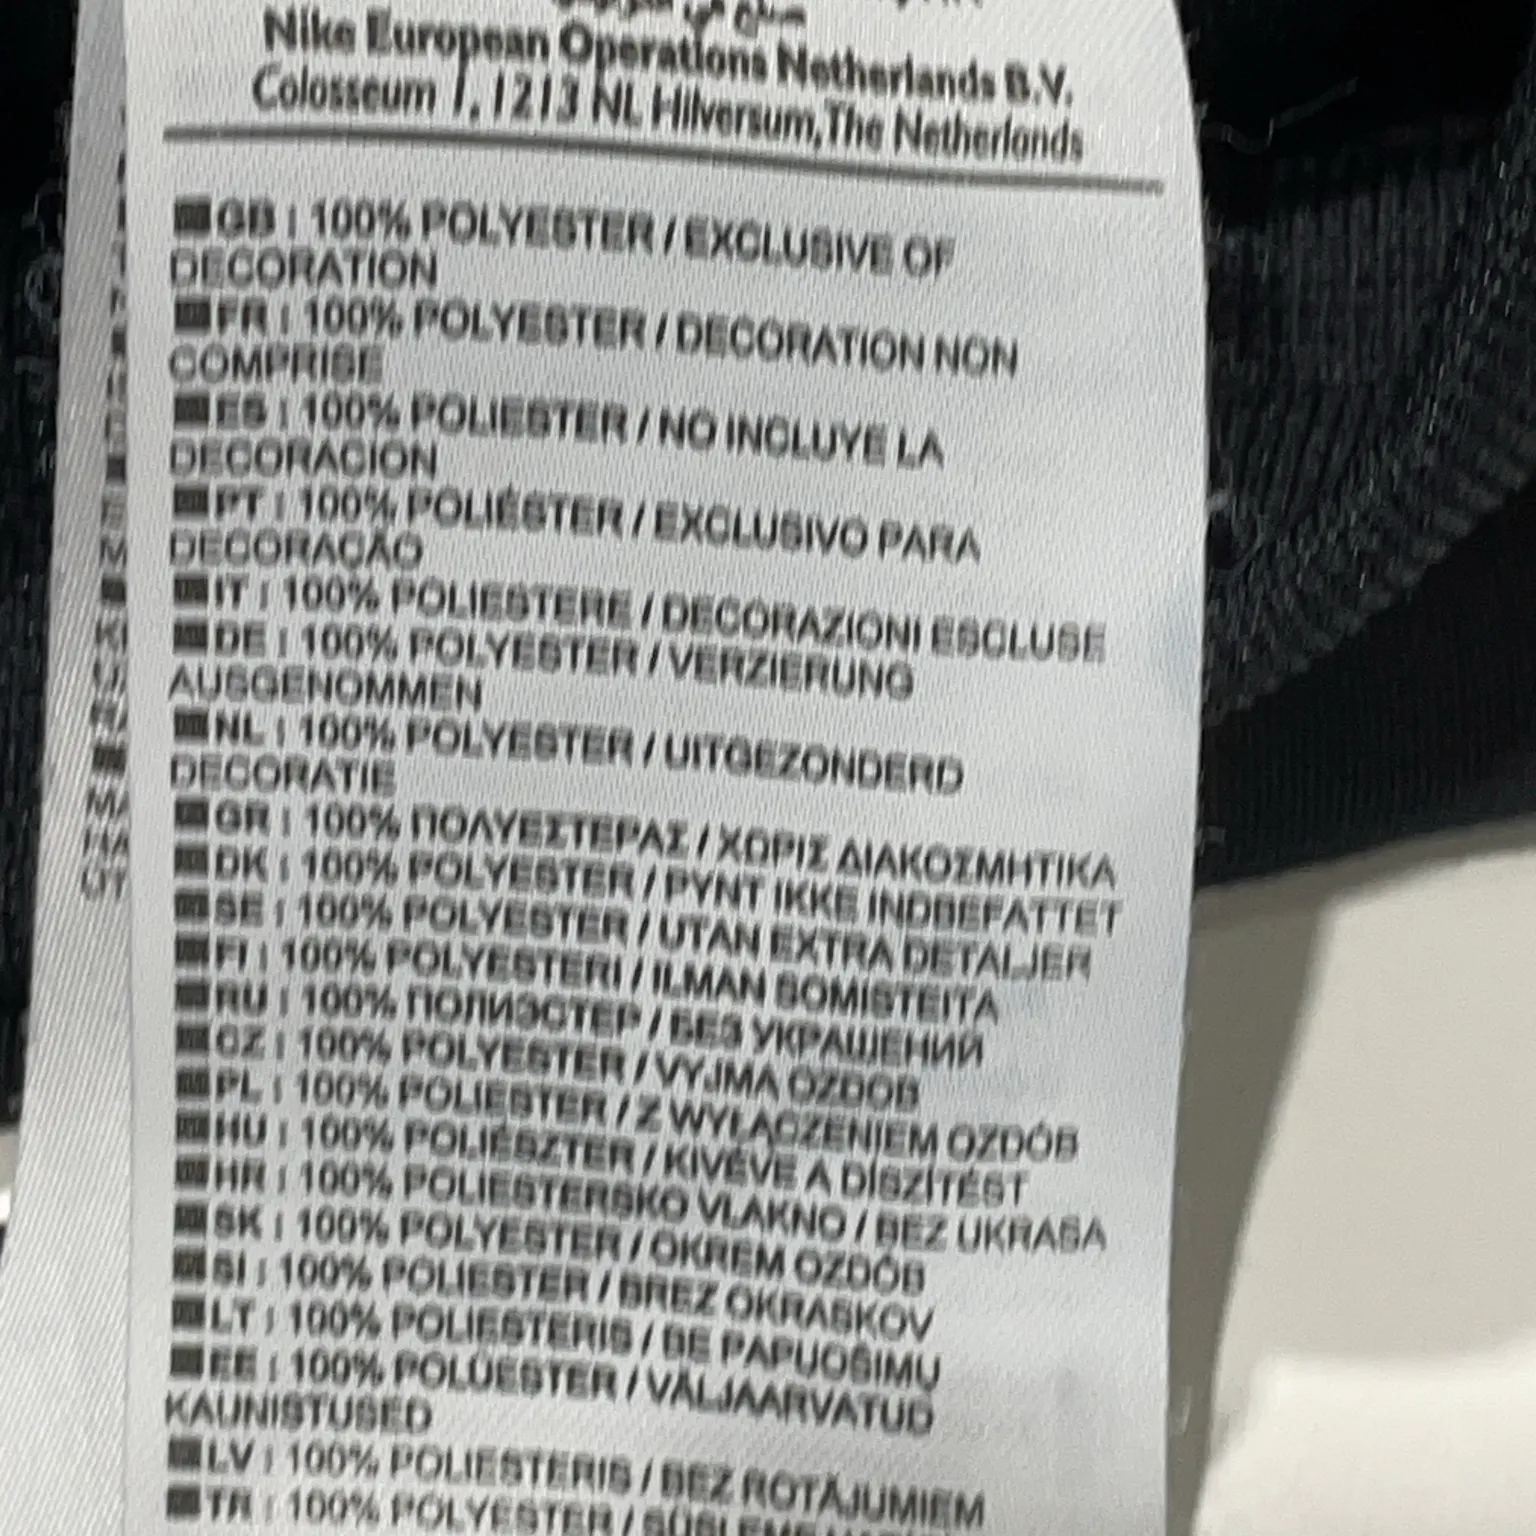 Nike European Operations Netherlands B.V.
Colosseum 1, 1213 NL Hilversum, The Netherlands
GB | 100% POLYESTER / EXCLUSIVE OF
DECORATION
FR | 100% POLYESTER / DECORATION NON
COMPRISE
ES | 100% POLIESTER / NO INCLUYE LA
DECORACION
PT | 100% POLIÉSTER / EXCLUSIVO PARA
DECORAÇÃO
IT | 100% POLIESTERE / DECORAZIONI ESCLUSE
DE | 100% POLYESTER / VERZIERUNG
AUSGENOMMEN
NL | 100% POLYESTER / UITGEZONDERD
DECORATIE
GR | 100% ΠΟΛΥΕΣΤΕΡΑΣ / ΧΩΡΙΣ ΔΙΑΚΟΣΜΗΤΙΚΑ
DK | 100% POLYESTER / PYNT IKKE INDBEFATTET
SE | 100% POLYESTER / UTAN EXTRA DETALJER
FI | 100% POLYESTERI / ILMAN SOMISTEITA
RU | 100% ПОЛИЭСТЕР / БЕЗ УКРАШЕНИЙ
CZ | 100% POLYESTER / VYJMA OZDOB
PL | 100% POLIESTER / Z WYŁĄCZENIEM OZDÓB
HU | 100% POLIÉSZTER / KIVÉVE A DÍSZÍTÉST
HR | 100% POLIESTERSKO VLAKNO / BEZ UKRASA
SK | 100% POLYESTER / OKREM OZDÔB
SI | 100% POLIESTER / BREZ OKRASKOV
LT | 100% POLIESTERIS / BE PAPUOŠIMŲ
EE | 100% POLÜESTER / VÄLJAARVATUD
KAUNISTUSED
LV | 100% POLIESTERIS / BEZ ROTĀJUMIEM
TR | 100% POLYESTER /